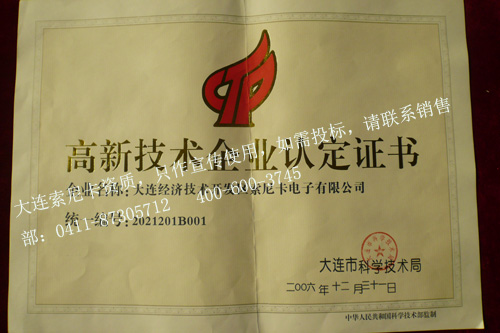 高新技术企业认定证书
大连索尼卡资质,只作宣传使用,如需投标,请联系销售
部:0411-87305712 400-600-3745
企业名称:大连经济技术开发区索尼卡电子有限公司
统一编号:2021201B001
大连市科学技术局
二〇〇六年十二月三十一日
中华人民共和国科学技术部监制